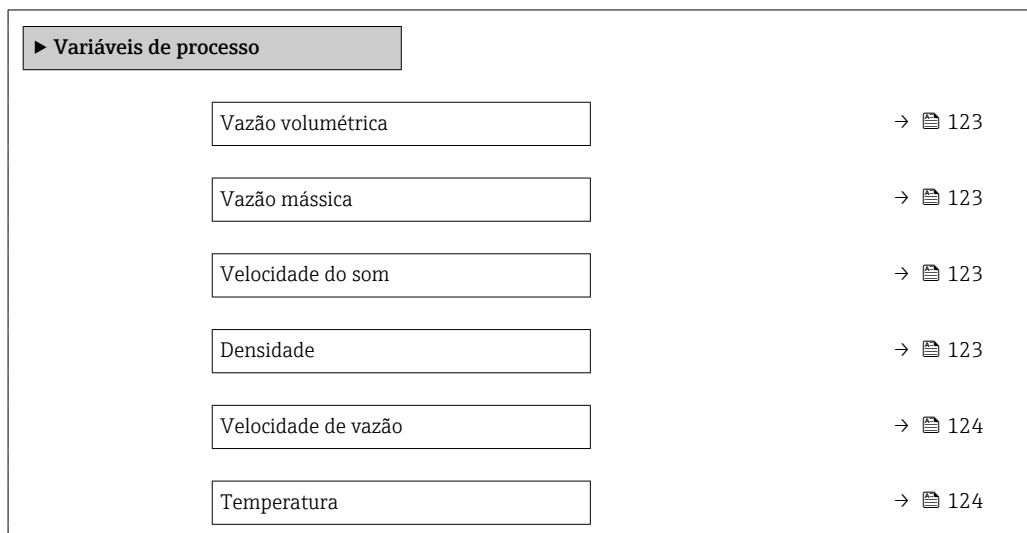 ▶ Variáveis de processo
Vazão volumétrica → 🖹 123
Vazão mássica → 🖹 123
Velocidade do som → 🖹 123
Densidade → 🖹 123
Velocidade de vazão → 🖹 124
Temperatura → 🖹 124